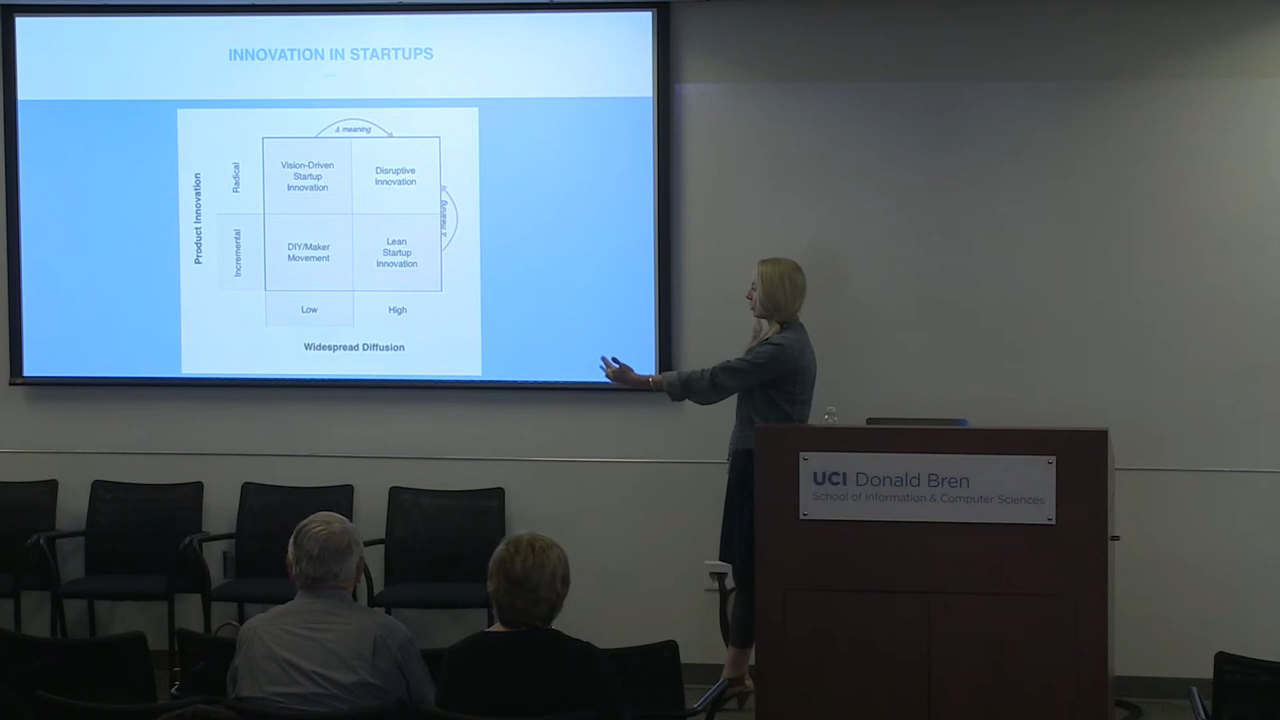 INNOVATION IN STARTUPS
Δ meaning
Product Innovation
Radical
Vision-Driven
Startup
Innovation
Disruptive
Innovation
Δ meaning
Incremental
DIY/Maker
Movement
Lean
Startup
Innovation
Low
High
Widespread Diffusion
UCI Donald Bren
School of Information & Computer Sciences